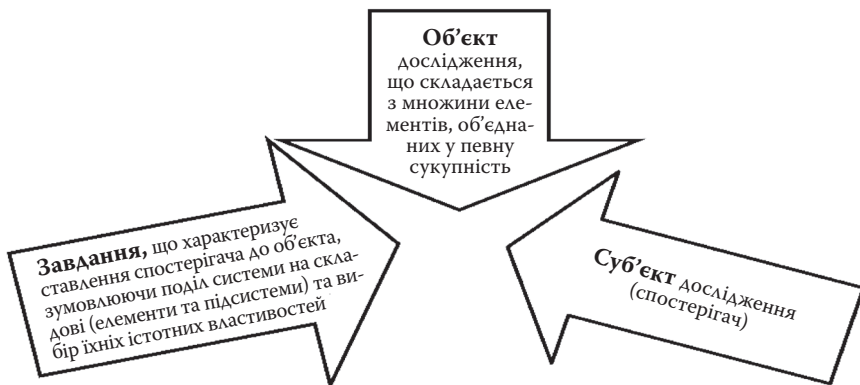 Об’єкт
дослідження,
що складається
з множини еле-
ментів, об’єдна-
них у певну
сукупність
Завдання, що характеризує
ставлення спостерігача до об’єкта,
зумовлюючи поділ системи на скла-
дові (елементи та підсистеми) та ви-
бір їхніх істотних властивостей
Суб’єкт дослідження
(спостерігач)